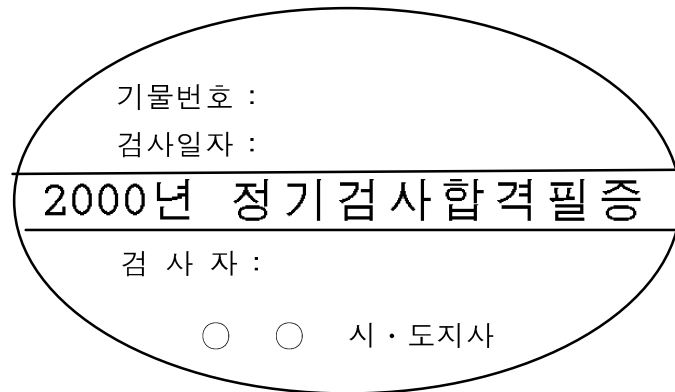 기물번호 :
검사일자 :
2000년 정기검사합격필증
검 사 자 :
○ ○ 시·도지사